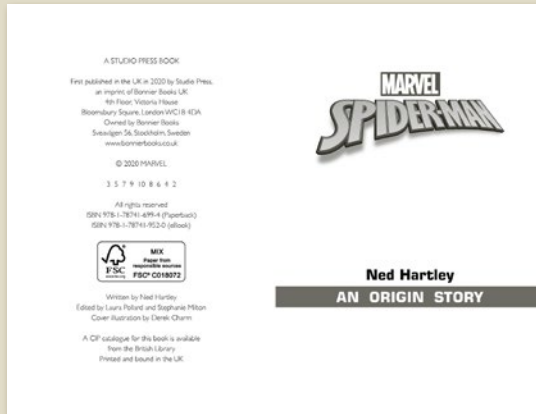 A STUDIO PRESS BOOK
First published in the UK in 2020 by Studio Press,
an imprint of Bonnier Books UK
4th Floor, Victoria House
Bloomsbury Square, London WC1B 4DA
Owned by Bonnier Books
Sveavägen 56, Stockholm, Sweden
www.bonnierbooks.co.uk
© 2020 MARVEL
3 5 7 9 10 8 6 4 2
All rights reserved
ISBN 978-1-78741-699-4 (Paperback)
ISBN 978-1-78741-952-0 (eBook)
MIX
Paper from
responsible sources
FSC® C018072
FSC
Written by Ned Hartley
Edited by Laura Pollard and Stephanie Milton
Cover illustration by Derek Charm
A CIP catalogue for this book is available
from the British Library
Printed and bound in the UK
MARVEL
SPIDER-MAN
Ned Hartley
AN ORIGIN STORY